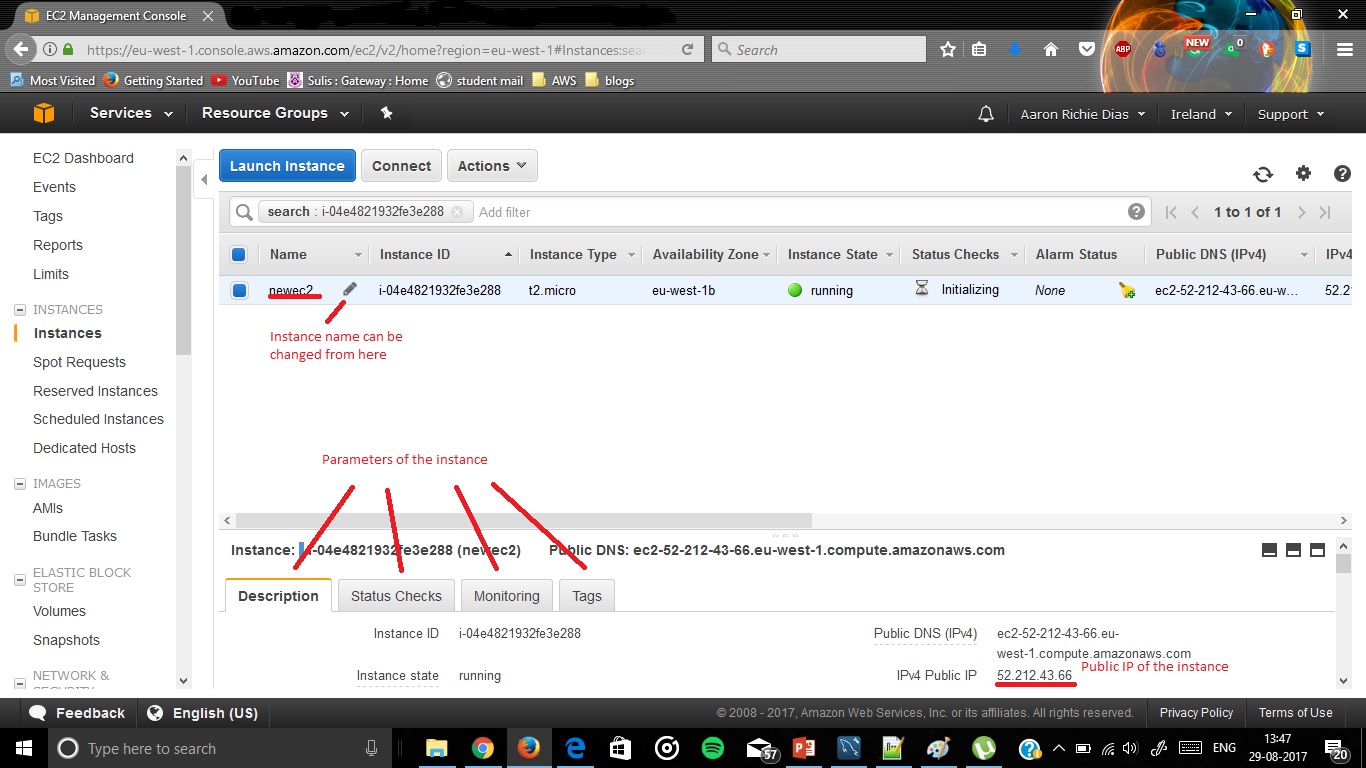 EC2 Management Console
https://eu-west-1.console.aws.amazon.com/ec2/v2/home?region=eu-west-1#Instances:sea
Search
ABP
NEW
0
S
Most Visited Getting Started YouTube Sulis : Gateway : Home student mail AWS blogs
Services Resource Groups Aaron Richie Dias Ireland Support
EC2 Dashboard
Events
Tags
Reports
Limits
INSTANCES
Instances
Spot Requests
Reserved Instances
Scheduled Instances
Dedicated Hosts
IMAGES
AMIs
Bundle Tasks
ELASTIC BLOCK
STORE
Volumes
Snapshots
NETWORK &
SECURITY
Launch Instance Connect Actions
search : i-04e4821932fe3e288 Add filter 1 to 1 of 1
Name Instance ID Instance Type Availability Zone Instance State Status Checks Alarm Status Public DNS (IPv4) IPv4
newec2 i-04e4821932fe3e288 t2.micro eu-west-1b running Initializing None ec2-52-212-43-66.eu-w... 52.2
Instance name can be
changed from here
Parameters of the instance
Instance: i-04e4821932fe3e288 (newec2) Public DNS: ec2-52-212-43-66.eu-west-1.compute.amazonaws.com
Description Status Checks Monitoring Tags
Instance ID i-04e4821932fe3e288 Public DNS (IPv4) ec2-52-212-43-66.eu-
west-1.compute.amazonaws.com
Public IP of the instance
Instance state running IPv4 Public IP 52.212.43.66
Feedback English (US) © 2008 - 2017, Amazon Web Services, Inc. or its affiliates. All rights reserved. Privacy Policy Terms of Use
Type here to search 57 ENG 13:47
29-08-2017 20